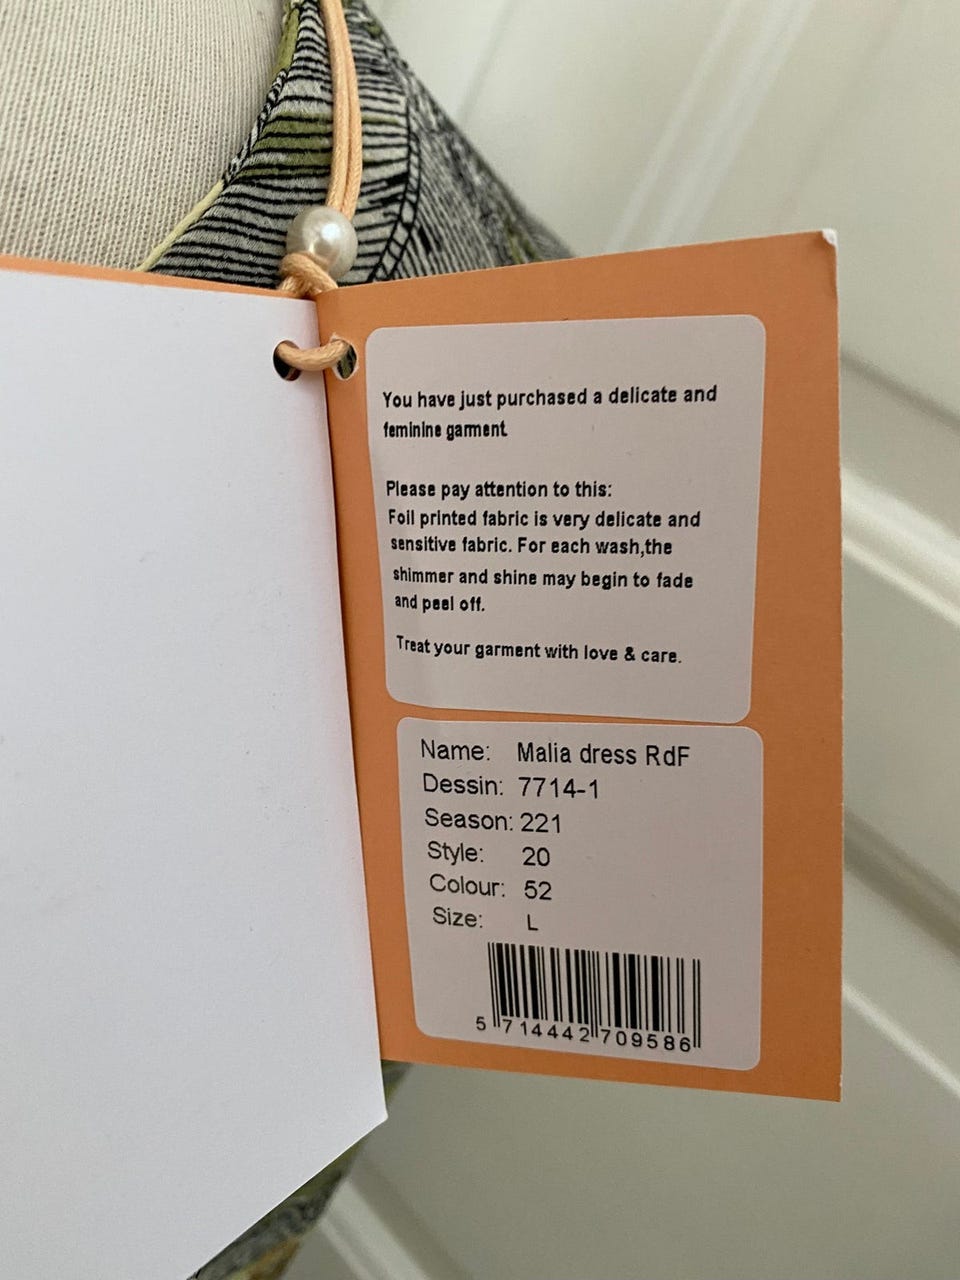 You have just purchased a delicate and
feminine garment.
Please pay attention to this:
Foil printed fabric is very delicate and
sensitive fabric. For each wash,the
shimmer and shine may begin to fade
and peel off.
Treat your garment with love & care.
Name: Malia dress RdF
Dessin: 7714-1
Season: 221
Style: 20
Colour: 52
Size: L
5 714442 709586